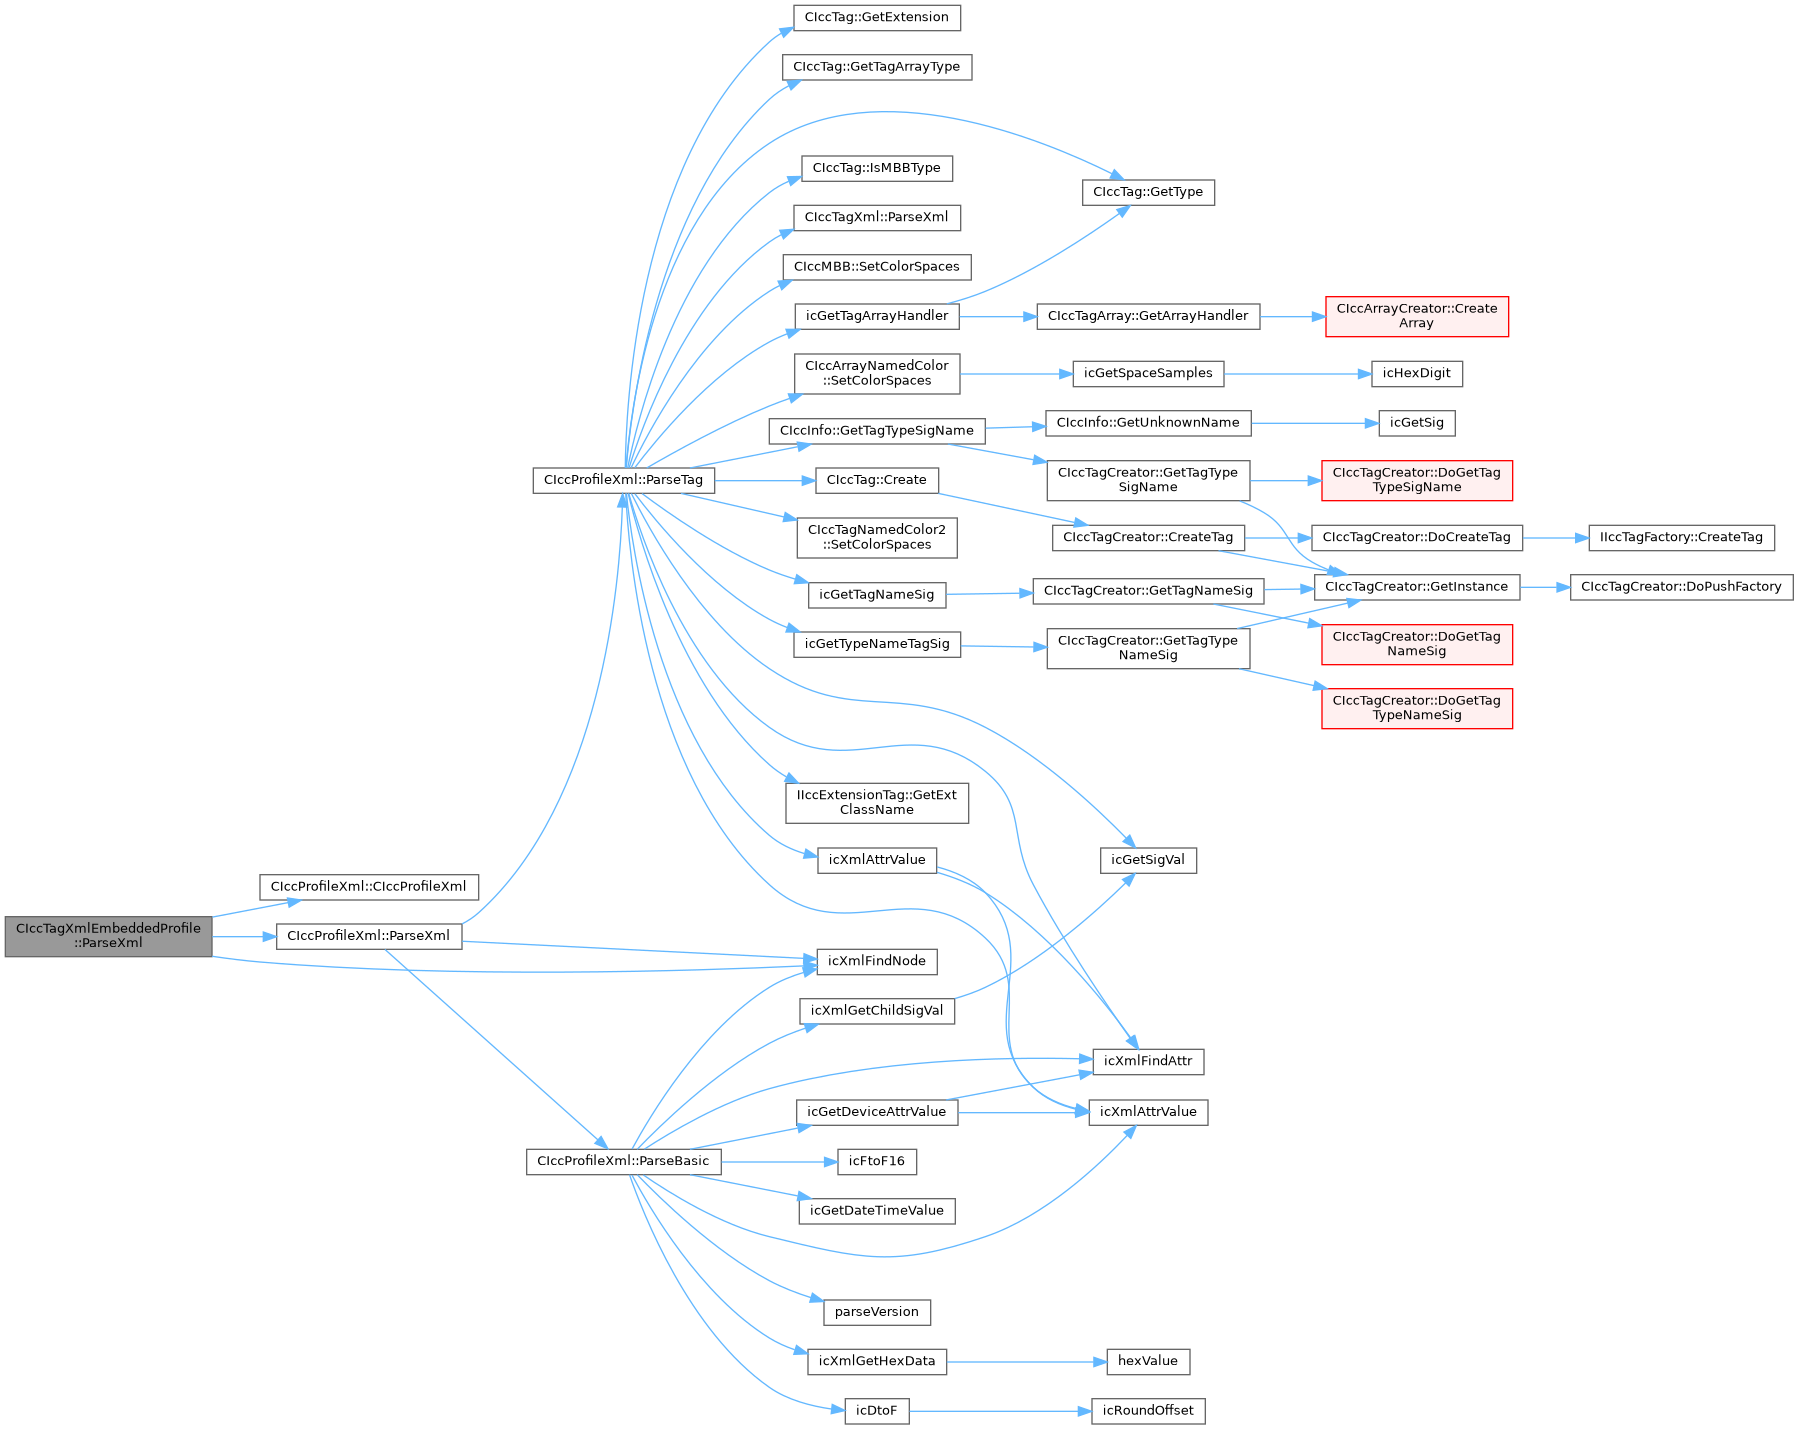 CIccTag::GetExtension
CIccTag::GetTagArrayType
CIccTag::IsMBBType
CIccTag::GetType
CIccTagXml::ParseXml
CIccMBB::SetColorSpaces
icGetTagArrayHandler
CIccTagArray::GetArrayHandler
CIccArrayCreator::Create
Array
CIccArrayNamedColor
::SetColorSpaces
icGetSpaceSamples
icHexDigit
CIccInfo::GetTagTypeSigName
CIccInfo::GetUnknownName
icGetSig
CIccProfileXml::ParseTag
CIccTag::Create
CIccTagCreator::GetTagType
SigName
CIccTagCreator::DoGetTag
TypeSigName
CIccTagNamedColor2
::SetColorSpaces
CIccTagCreator::CreateTag
CIccTagCreator::DoCreateTag
IIccTagFactory::CreateTag
icGetTagNameSig
CIccTagCreator::GetTagNameSig
CIccTagCreator::GetInstance
CIccTagCreator::DoPushFactory
icGetTypeNameTagSig
CIccTagCreator::GetTagType
NameSig
CIccTagCreator::DoGetTag
NameSig
CIccTagCreator::DoGetTag
TypeNameSig
IIccExtensionTag::GetExt
ClassName
icXmlAttrValue
icGetSigVal
CIccProfileXml::CIccProfileXml
CIccTagXmlEmbeddedProfile
::ParseXml
CIccProfileXml::ParseXml
icXmlFindNode
icXmlGetChildSigVal
icXmlFindAttr
icGetDeviceAttrValue
icXmlAttrValue
CIccProfileXml::ParseBasic
icFtoF16
icGetDateTimeValue
parseVersion
icXmlGetHexData
hexValue
icDtoF
icRoundOffset